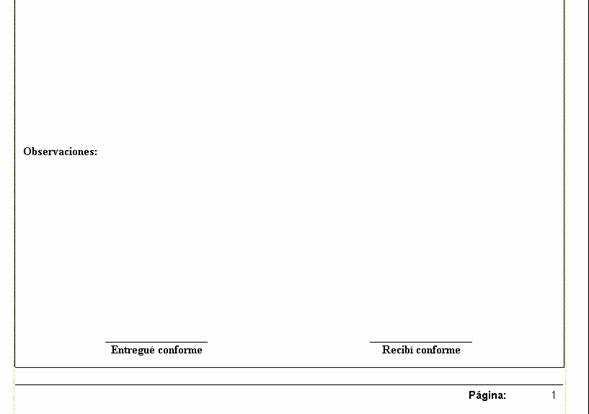 Observaciones:
Entregué conforme Recibí conforme
Página: 1